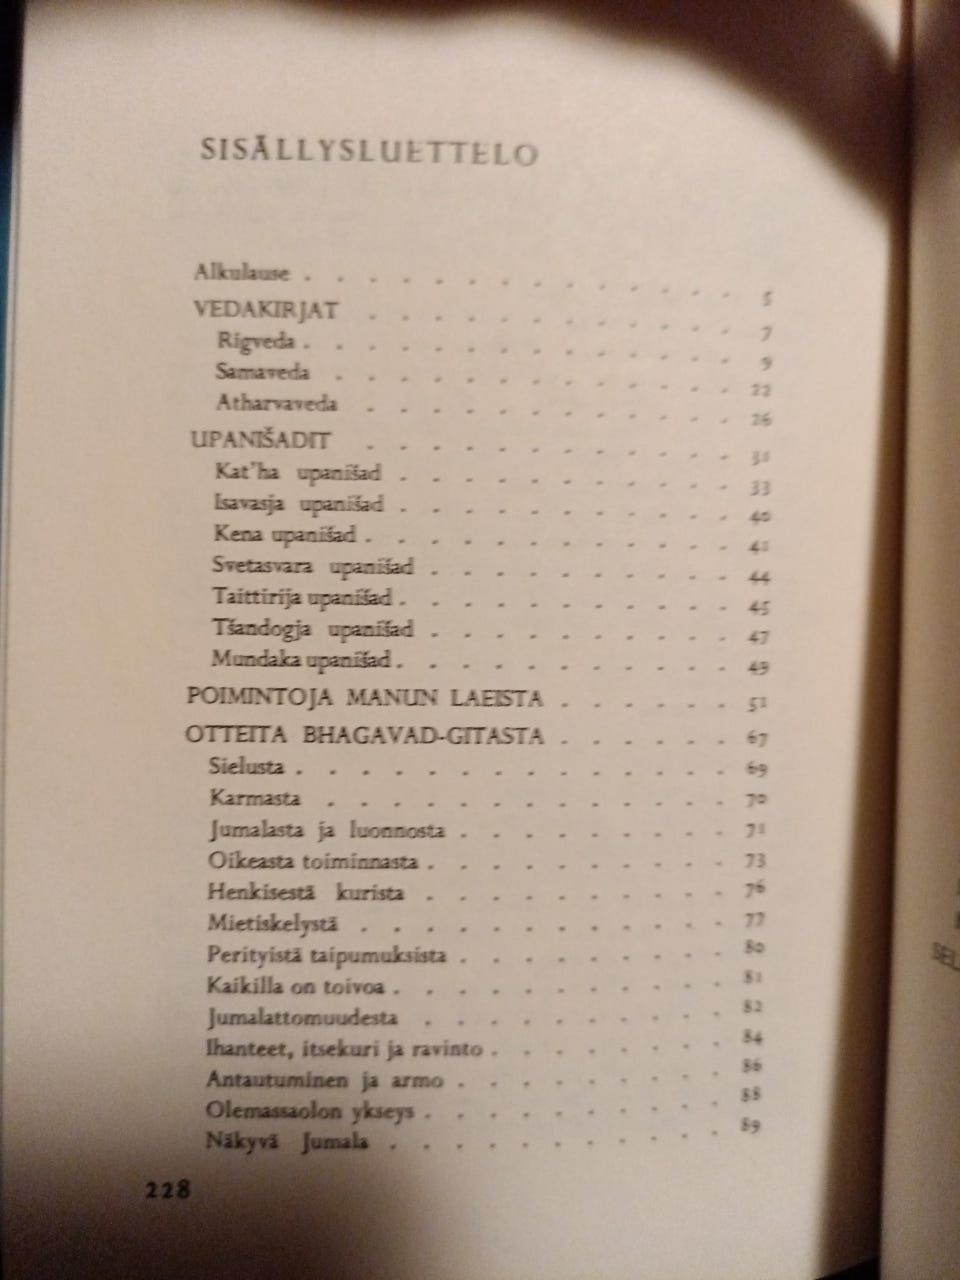 SISÄLLYSLUETTELO
Alkulause . . . . . . . . . . . . . . 5
VEDAKIRJAT . . . . . . . . . . . . 7
Rigveda . . . . . . . . . . . . . . 9
Samaveda . . . . . . . . . . . . . 22
Atharvaveda . . . . . . . . . . . . 26
UPANIŠADIT . . . . . . . . . . . . 31
Kat'ha upanišad . . . . . . . . . . . 33
Isavasja upanišad . . . . . . . . . . . 40
Kena upanišad . . . . . . . . . . . . 41
Svetasvara upanišad . . . . . . . . . . 44
Taittirija upanišad . . . . . . . . . . . 45
Tšandogja upanišad . . . . . . . . . . 47
Mundaka upanišad . . . . . . . . . . . 49
POIMINTOJA MANUN LAEISTA . . . . . . 51
OTTEITA BHAGAVAD-GITASTA . . . . . . 67
Sielusta . . . . . . . . . . . . . . 69
Karmasta . . . . . . . . . . . . . 70
Jumalasta ja luonnosta . . . . . . . . . 71
Oikeasta toiminnasta . . . . . . . . . . 73
Henkisestä kurista . . . . . . . . . . 76
Mietiskelystä . . . . . . . . . . . . 77
Perityistä taipumuksista . . . . . . . . . 80
Kaikilla on toivoa . . . . . . . . . . . 81
Jumalattomuudesta . . . . . . . . . . 82
Ihanteet, itsekuri ja ravinto . . . . . . . . 84
Antautuminen ja armo . . . . . . . . . 86
Olemassaolon ykseys . . . . . . . . . . 88
Näkyvä Jumala . . . . . . . . . . . 89
228